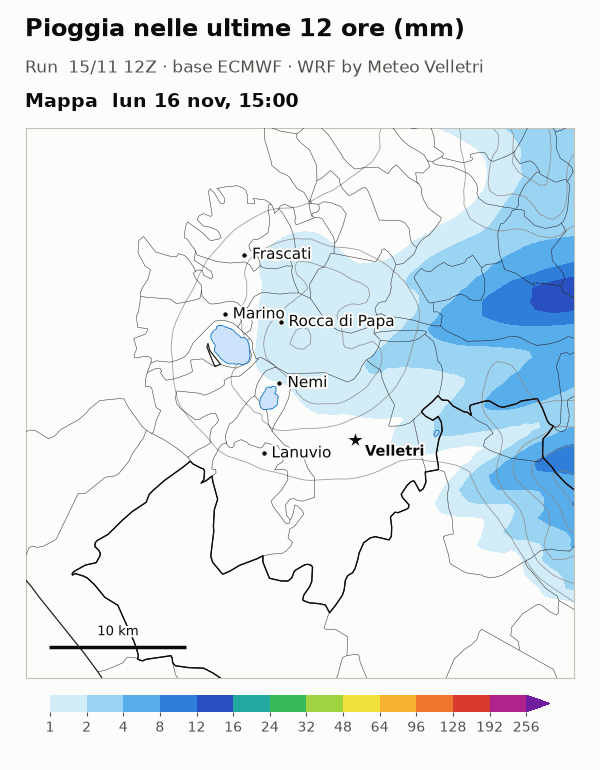 Pioggia nelle ultime 12 ore (mm)
Run  15/11 12Z · base ECMWF · WRF by Meteo Velletri
Mappa  lun 16 nov, 15:00
Frascati
Marino
Rocca di Papa
Nemi
Velletri
Lanuvio
10 km
1 2 4 8 12 16 24 32 48 64 96 128 192 256